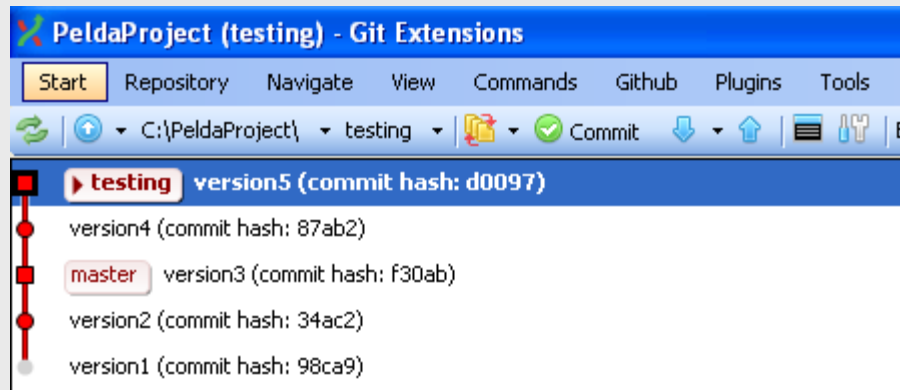 PeldaProject (testing) - Git Extensions
Start Repository Navigate View Commands Github Plugins Tools
C:\PeldaProject\ testing Commit
testing version5 (commit hash: d0097)
version4 (commit hash: 87ab2)
master version3 (commit hash: f30ab)
version2 (commit hash: 34ac2)
version1 (commit hash: 98ca9)